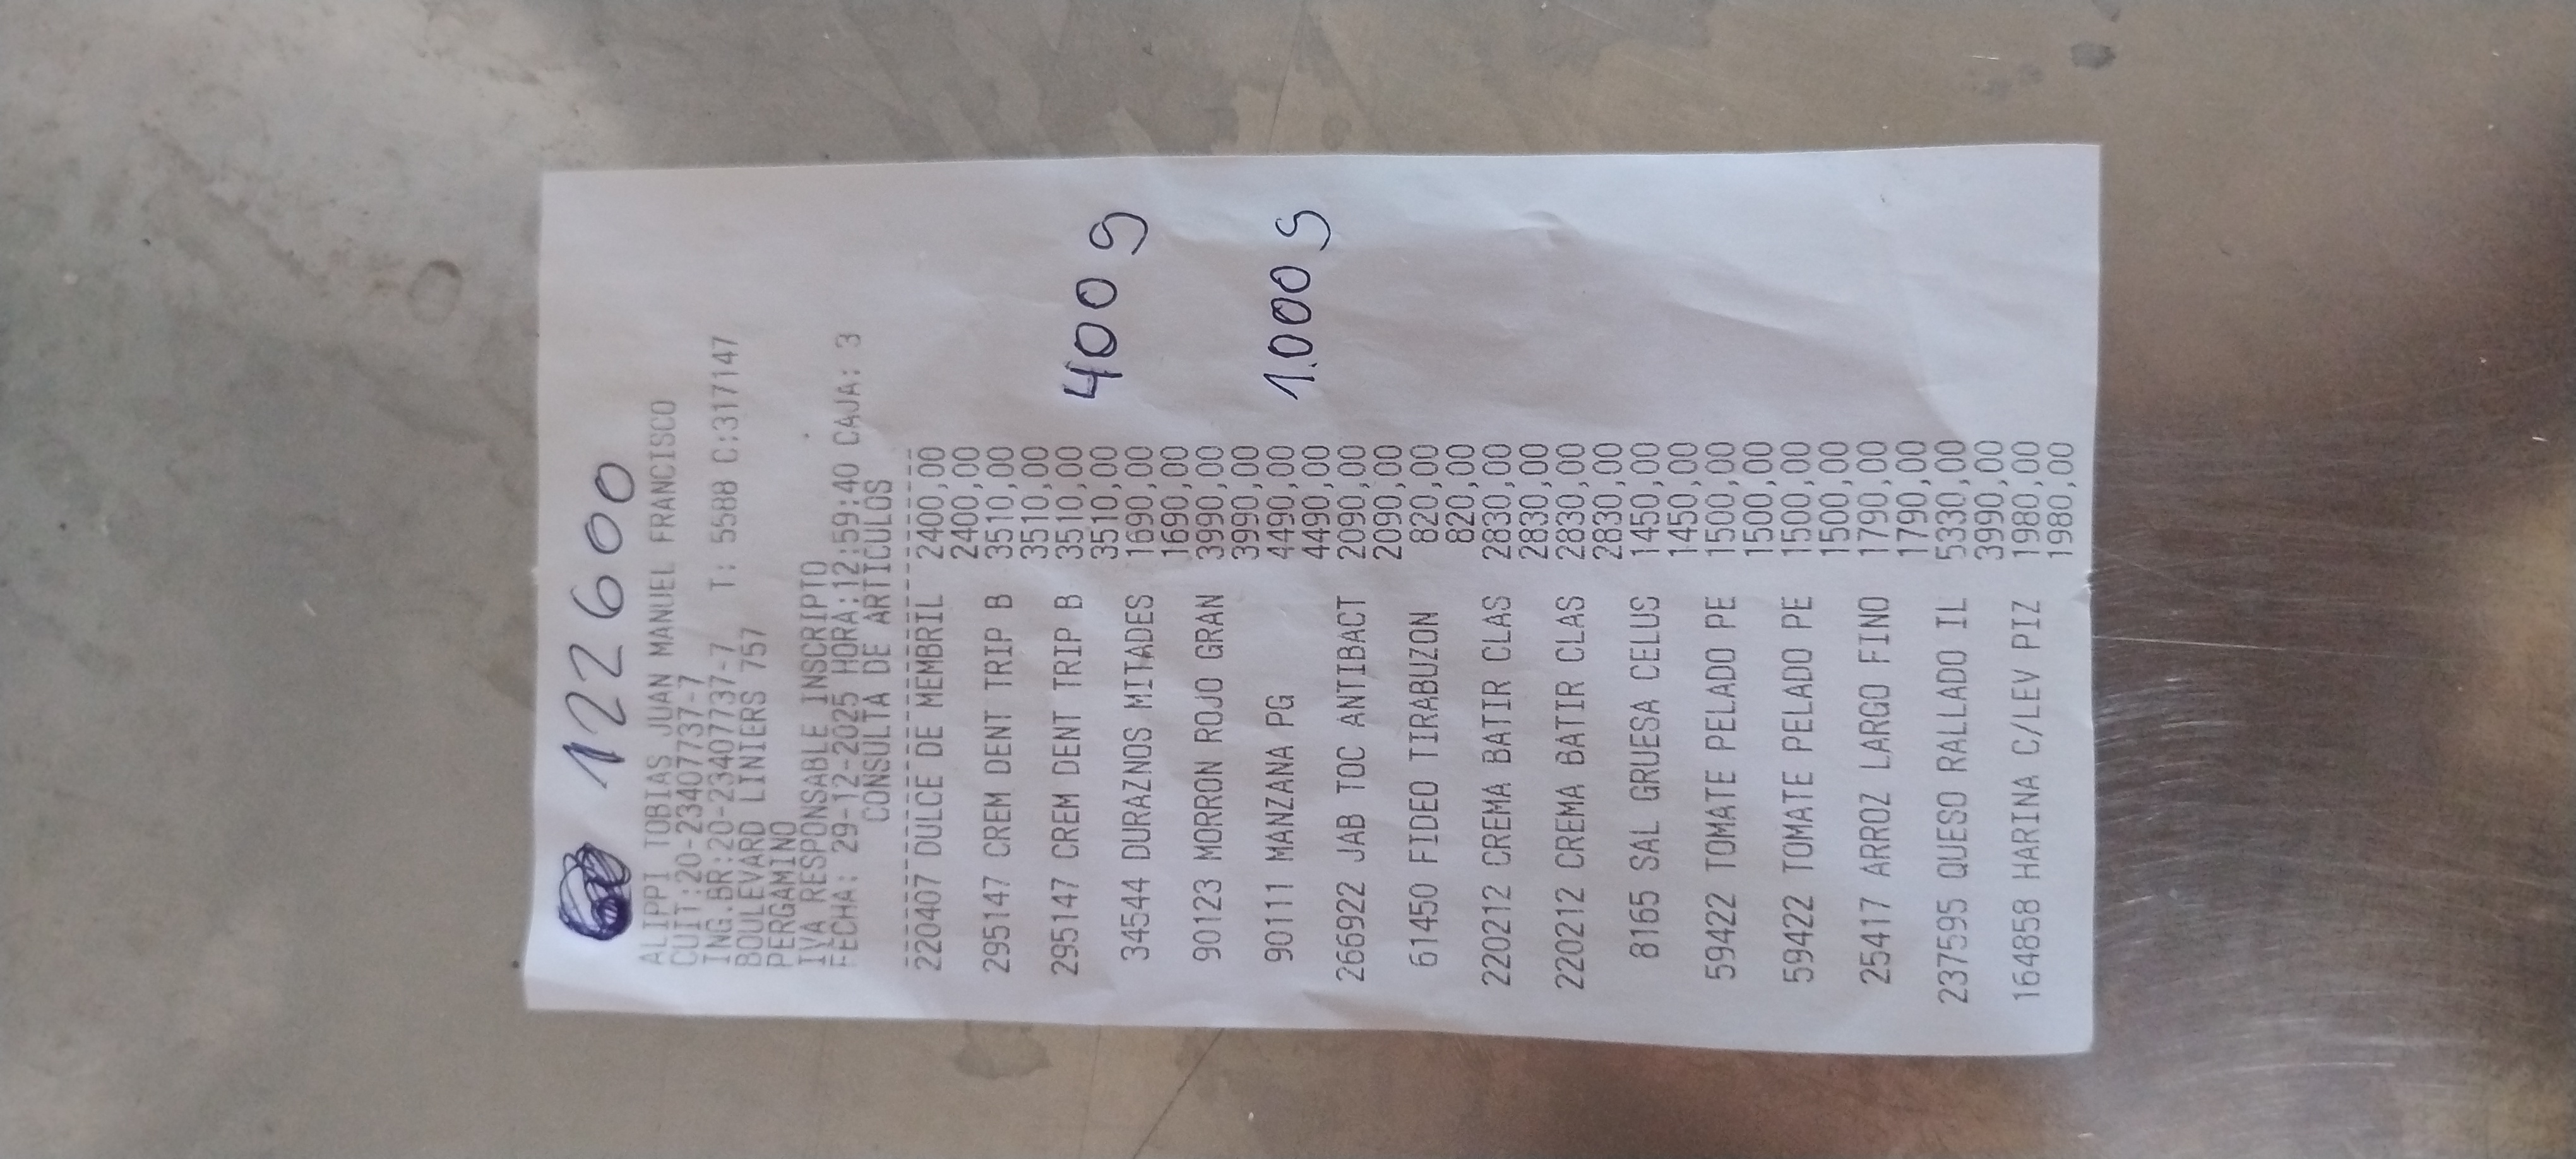 122600
ALIPPI TOBIAS JUAN MANUEL FRANCISCO
CUIT:20-23407737-7
ING.BR:20-23407737-7 T: 5588 C:317147
BOULEVARD LINIERS 757
PERGAMINO
IVA RESPONSABLE INSCRIPTO
FECHA: 29-12-2025 HORA:12:59:40 CAJA: 3
CONSULTA DE ARTICULOS
220407 DULCE DE MEMBRIL 2400,00
2400,00
295147 CREM DENT TRIP B 3510,00
3510,00
295147 CREM DENT TRIP B 3510,00
3510,00
34544 DURAZNOS MITADES 1690,00 400 g
1690,00
90123 MORRON ROJO GRAN 3990,00
3990,00
90111 MANZANA PG 4490,00 1.000 g
4490,00
266922 JAB TOC ANTIBACT 2090,00
2090,00
61450 FIDEO TIRABUZON 820,00
820,00
220212 CREMA BATIR CLAS 2830,00
2830,00
220212 CREMA BATIR CLAS 2830,00
2830,00
8165 SAL GRUESA CELUS 1450,00
1450,00
59422 TOMATE PELADO PE 1500,00
1500,00
59422 TOMATE PELADO PE 1500,00
1500,00
25417 ARROZ LARGO FINO 1790,00
1790,00
237595 QUESO RALLADO IL 5330,00
3990,00
164858 HARINA C/LEV PIZ 1980,00
1980,00